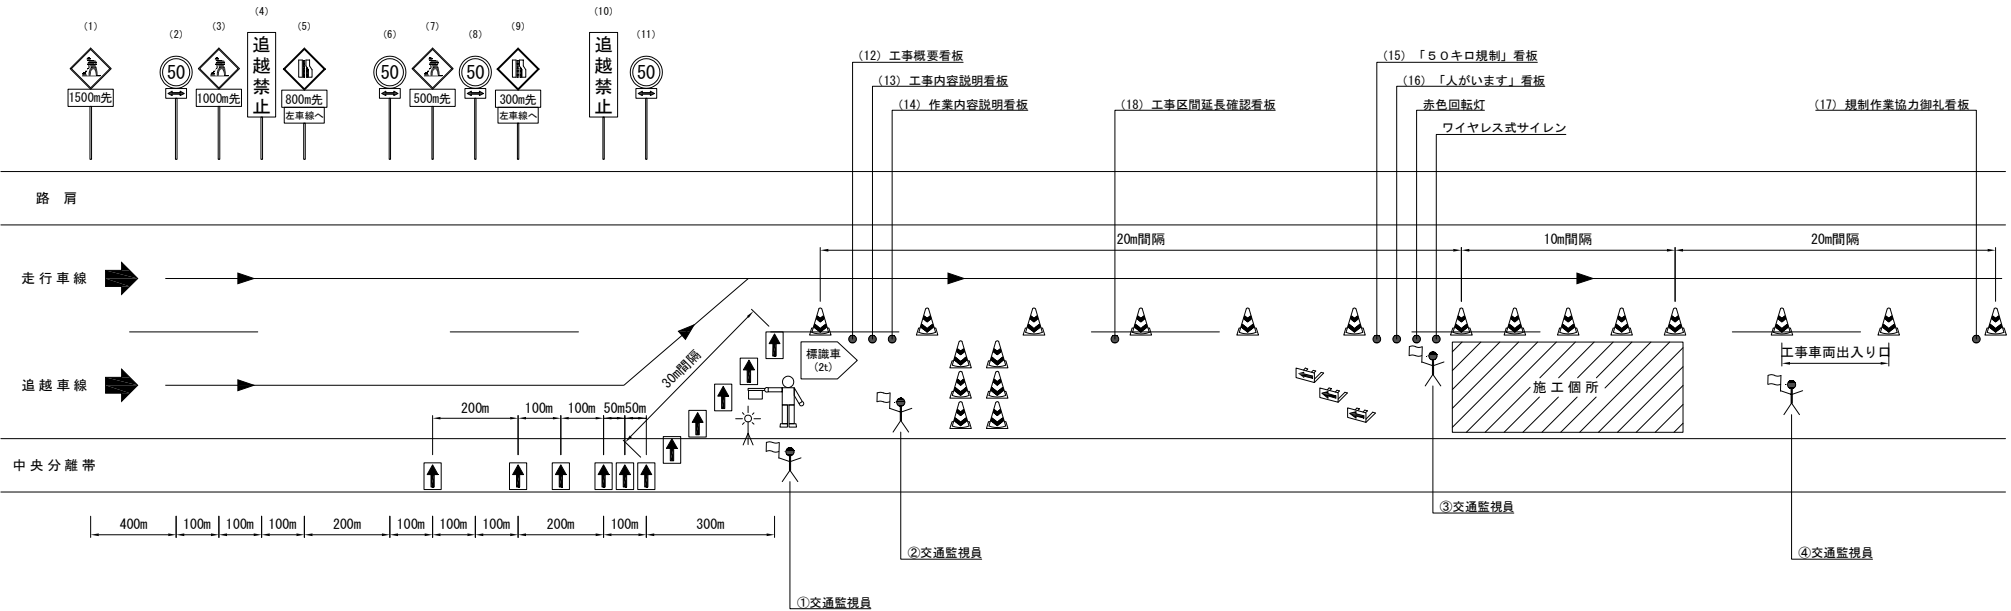 (1)
(2)
(3)
(4)
(5)
(6)
(7)
(8)
(9)
(10)
(11)
1500m先
50
1000m先
追越禁止
800m先
左車線へ
50
500m先
50
300m先
左車線へ
追越禁止
50
(12) 工事概要看板
(13) 工事内容説明看板
(14) 作業内容説明看板
(18) 工事区間延長確認看板
(15) 「50キロ規制」看板
(16) 「人がいます」看板
赤色回転灯
ワイヤレス式サイレン
(17) 規制作業協力御礼看板
路肩
20m間隔
10m間隔
20m間隔
走行車線
標識車
(2t)
30m間隔
工事車両出入り口
追越車線
施工個所
200m
100m
100m
50m
50m
中央分離帯
400m
100m
100m
100m
200m
100m
100m
100m
200m
100m
300m
③交通監視員
②交通監視員
④交通監視員
①交通監視員